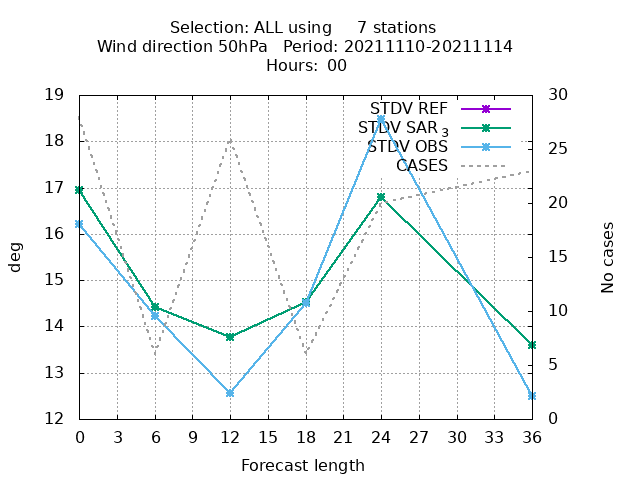 Selection: ALL using 7 stations
Wind direction 50hPa Period: 20211110-20211114
Hours: 00
STDV REF
STDV SAR 3
STDV OBS
CASES
deg
19
18
17
16
15
14
13
12
30
25
20
15
10
5
0
No cases
0 3 6 9 12 15 18 21 24 27 30 33 36
Forecast length